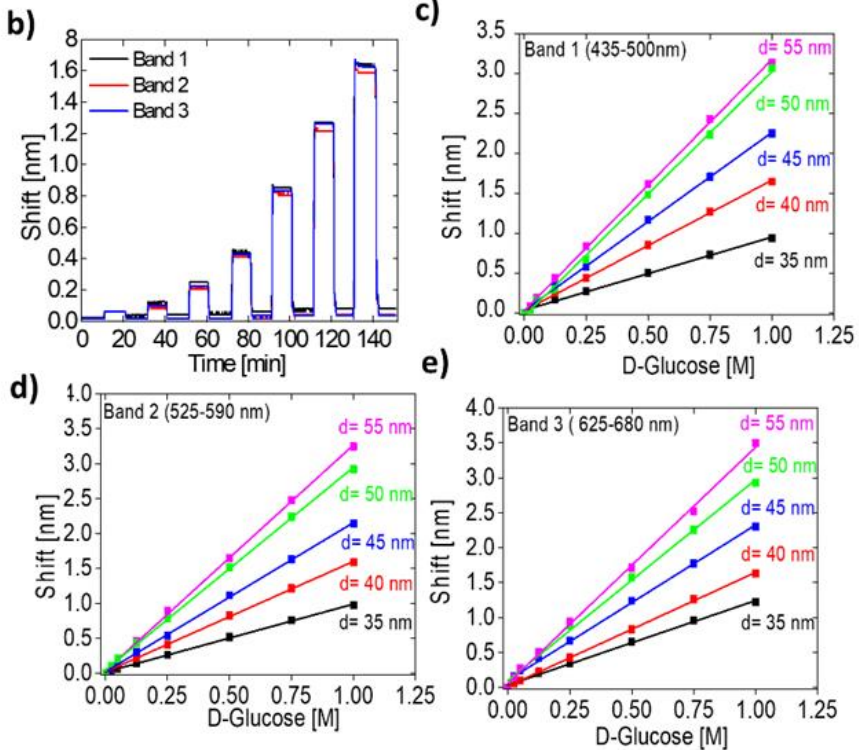 b)
1.8
1.6
1.4
1.2
1.0
0.8
0.6
0.4
0.2
0.0
Shift [nm]
Band 1
Band 2
Band 3
0 20 40 60 80 100 120 140
Time [min]
c)
3.5
3.0
2.5
2.0
1.5
1.0
0.5
0.0
Shift [nm]
Band 1 (435-500nm)
d= 55 nm
d= 50 nm
d= 45 nm
d= 40 nm
d= 35 nm
0.00 0.25 0.50 0.75 1.00 1.25
D-Glucose [M]
d)
4.0
3.5
3.0
2.5
2.0
1.5
1.0
0.5
0.0
Shift [nm]
Band 2 (525-590 nm)
d= 55 nm
d= 50 nm
d= 45 nm
d= 40 nm
d= 35 nm
0.00 0.25 0.50 0.75 1.00 1.25
D-Glucose [M]
e)
4.0
3.5
3.0
2.5
2.0
1.5
1.0
0.5
0.0
Shift [nm]
Band 3 ( 625-680 nm)
d= 55 nm
d= 50 nm
d= 45 nm
d= 40 nm
d= 35 nm
0.00 0.25 0.50 0.75 1.00 1.25
D-Glucose [M]